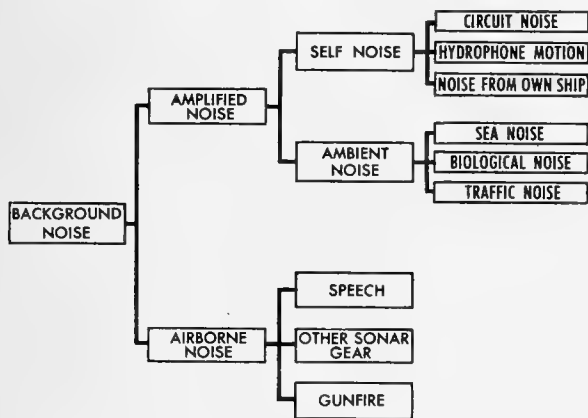 BACKGROUND
NOISE
AMPLIFIED
NOISE
SELF NOISE
CIRCUIT NOISE
HYDROPHONE MOTION
NOISE FROM OWN SHIP
AMBIENT
NOISE
SEA NOISE
BIOLOGICAL NOISE
TRAFFIC NOISE
AIRBORNE
NOISE
SPEECH
OTHER SONAR
GEAR
GUNFIRE